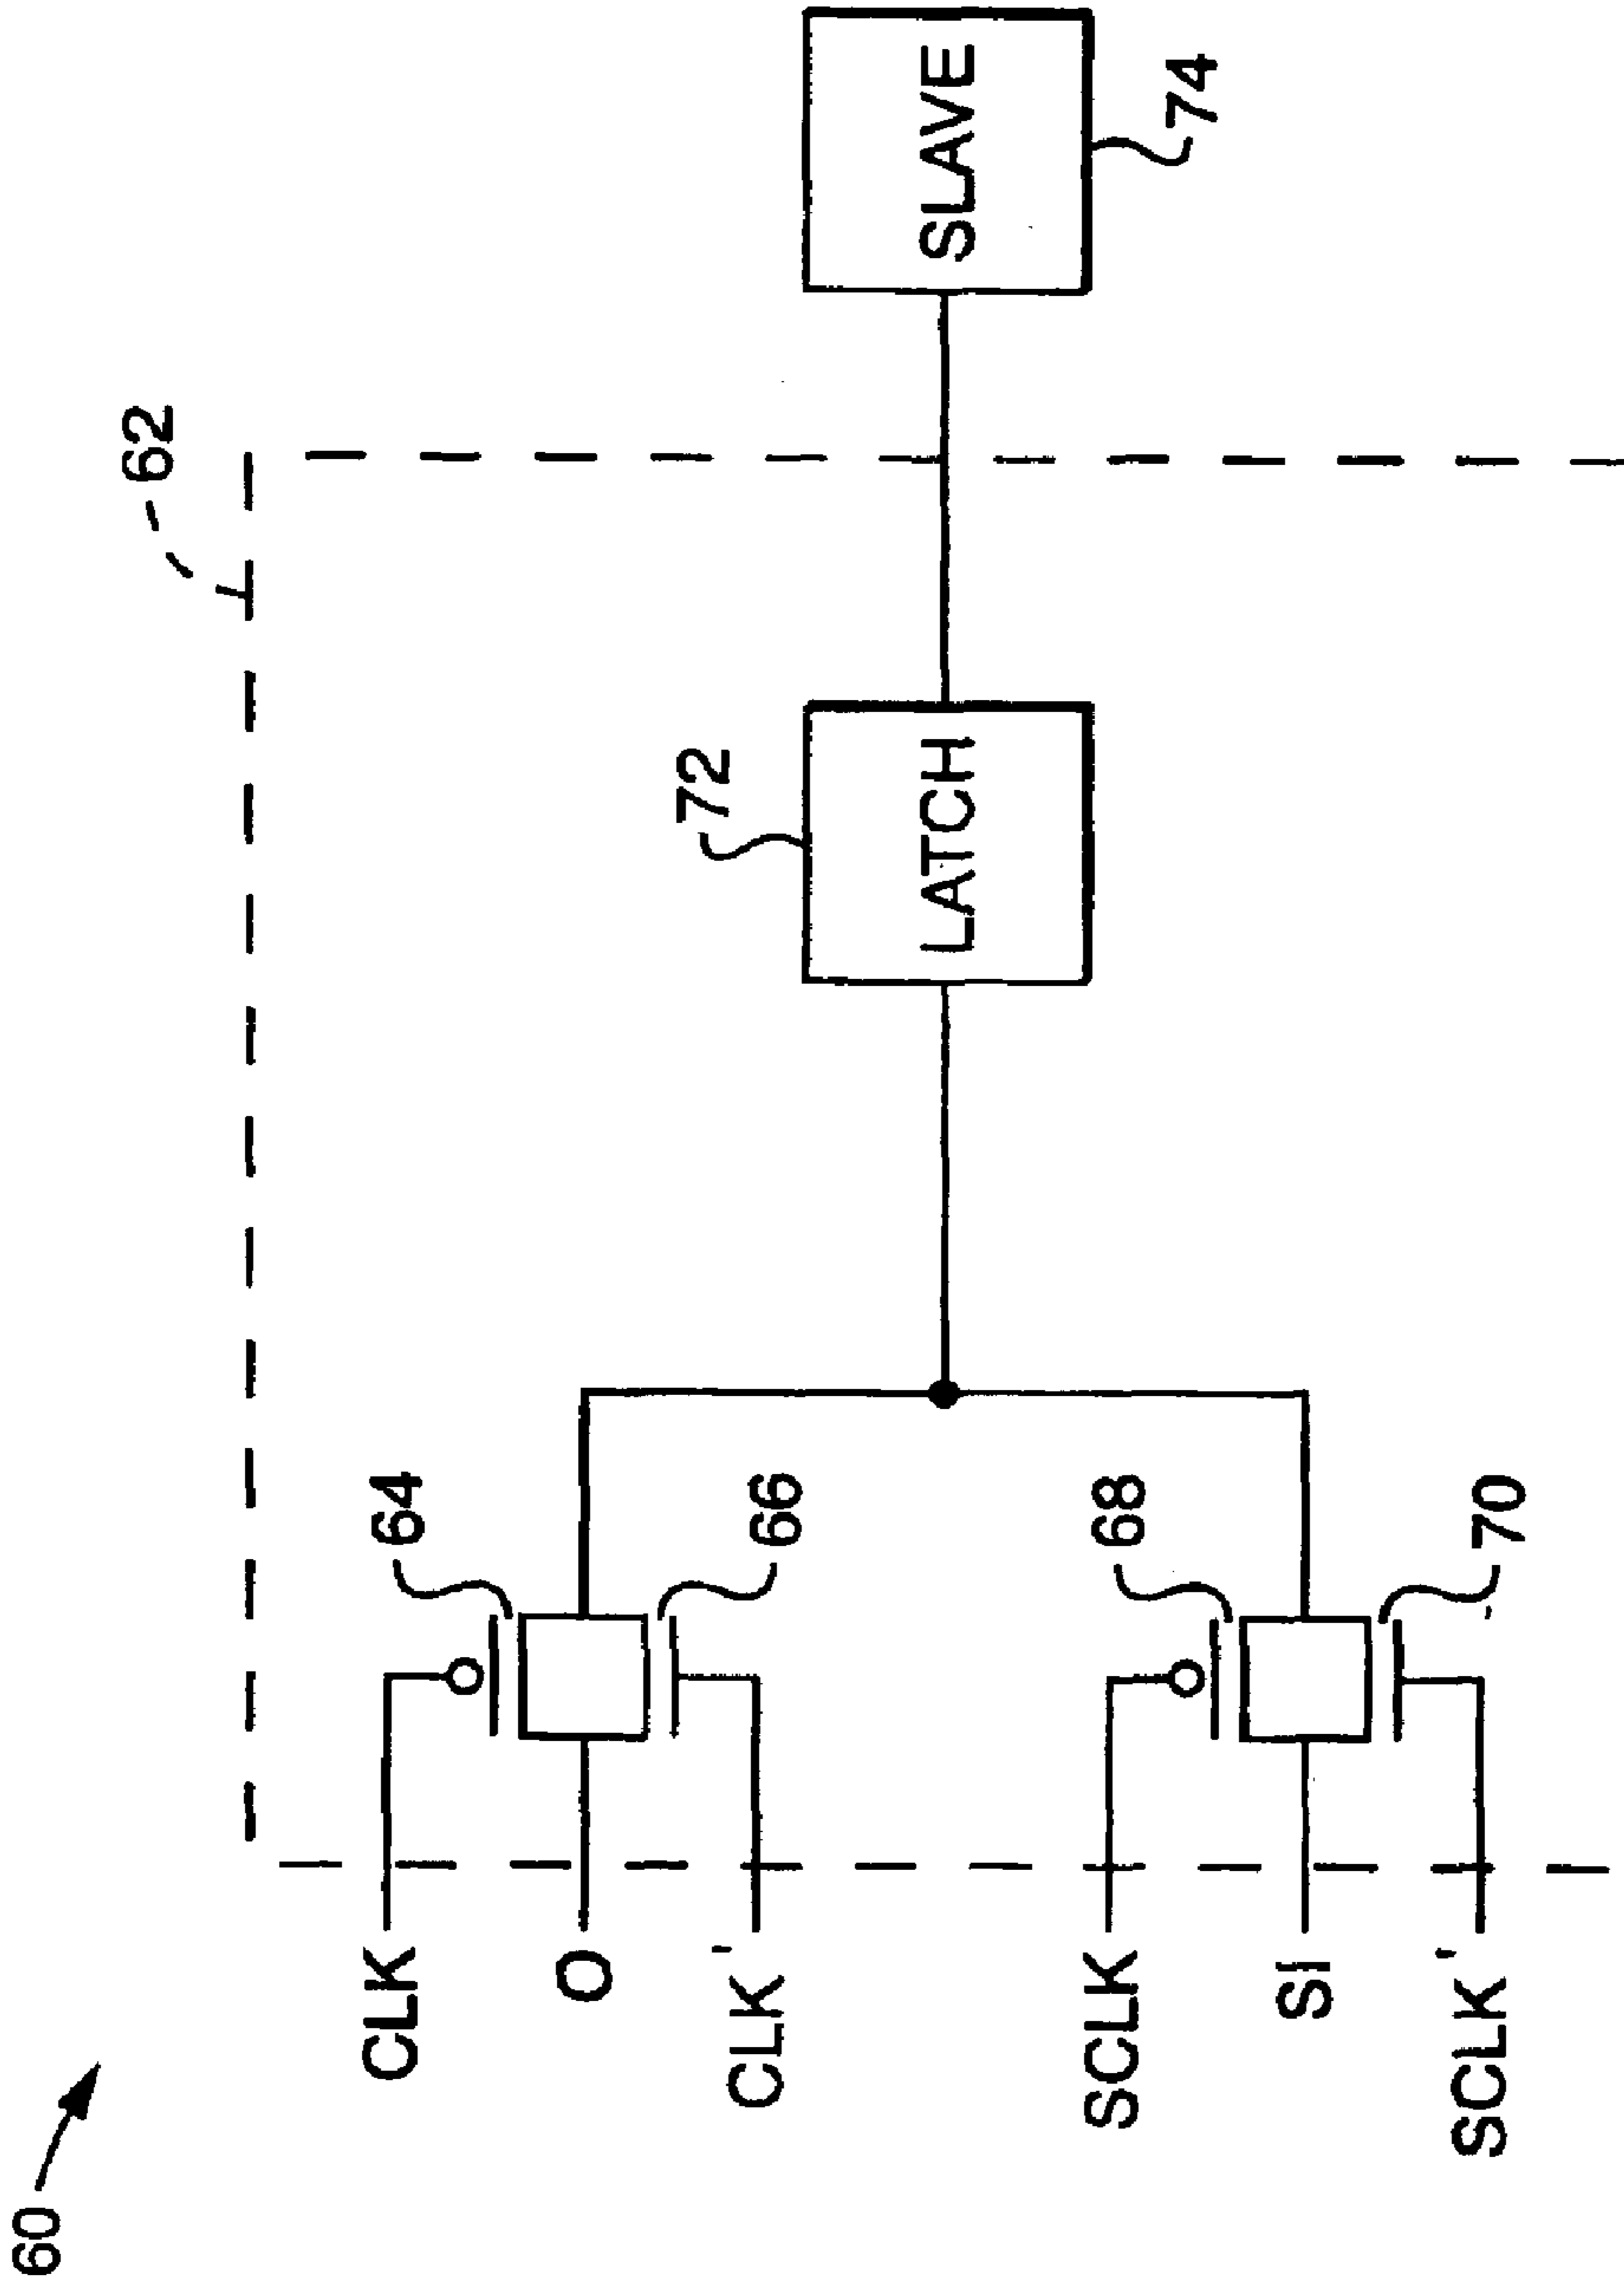 60
62
CLK
64
O
CLK'
66
72
LATCH
SLAVE
74
SCLK
68
SI
SCLK'
70